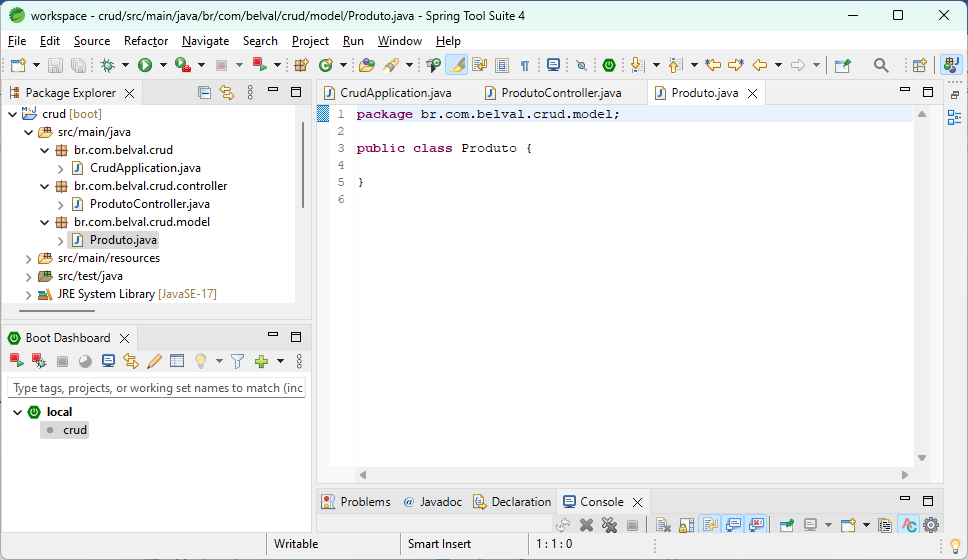 workspace - crud/src/main/java/br/com/belval/crud/model/Produto.java - Spring Tool Suite 4
File Edit Source Refactor Navigate Search Project Run Window Help
Package Explorer
crud [boot]
src/main/java
br.com.belval.crud
CrudApplication.java
br.com.belval.crud.controller
ProdutoController.java
br.com.belval.crud.model
Produto.java
src/main/resources
src/test/java
JRE System Library [JavaSE-17]
Boot Dashboard
Type tags, projects, or working set names to match (inc
local
crud
CrudApplication.java ProdutoController.java Produto.java
1 package br.com.belval.crud.model;
2
3 public class Produto {
4
5 }
6
Problems @ Javadoc Declaration Console
Writable Smart Insert 1 : 1 : 0